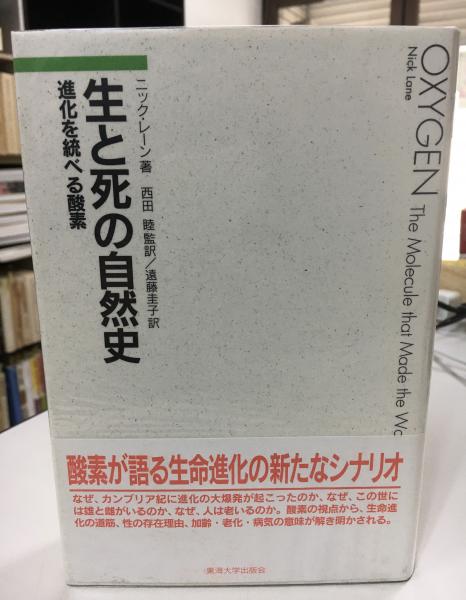 生と死の自然史
進化を統べる酸素
ニック・レーン 著 西田 睦 監訳／遠藤圭子 訳
OXYGEN The Molecule that Made the Wo
Nick Lane
酸素が語る生命進化の新たなシナリオ
なぜ、カンブリア紀に進化の大爆発が起こったのか、なぜ、この世に
は雄と雌がいるのか、なぜ、人は老いるのか。酸素の視点から、生命進
化の道筋、性の存在理由、加齢・老化・病気の意味が解き明かされる。
東海大学出版会